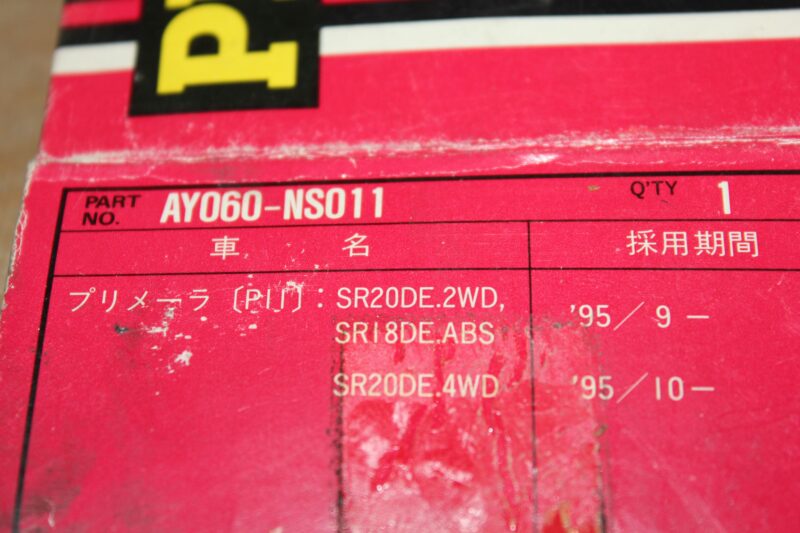 PART NO. AY060-NS011 Q'TY 1
車名 採用期間
プリメーラ〔P11〕: SR20DE.2WD, '95/9-
SR18DE.ABS
SR20DE.4WD '95/10-